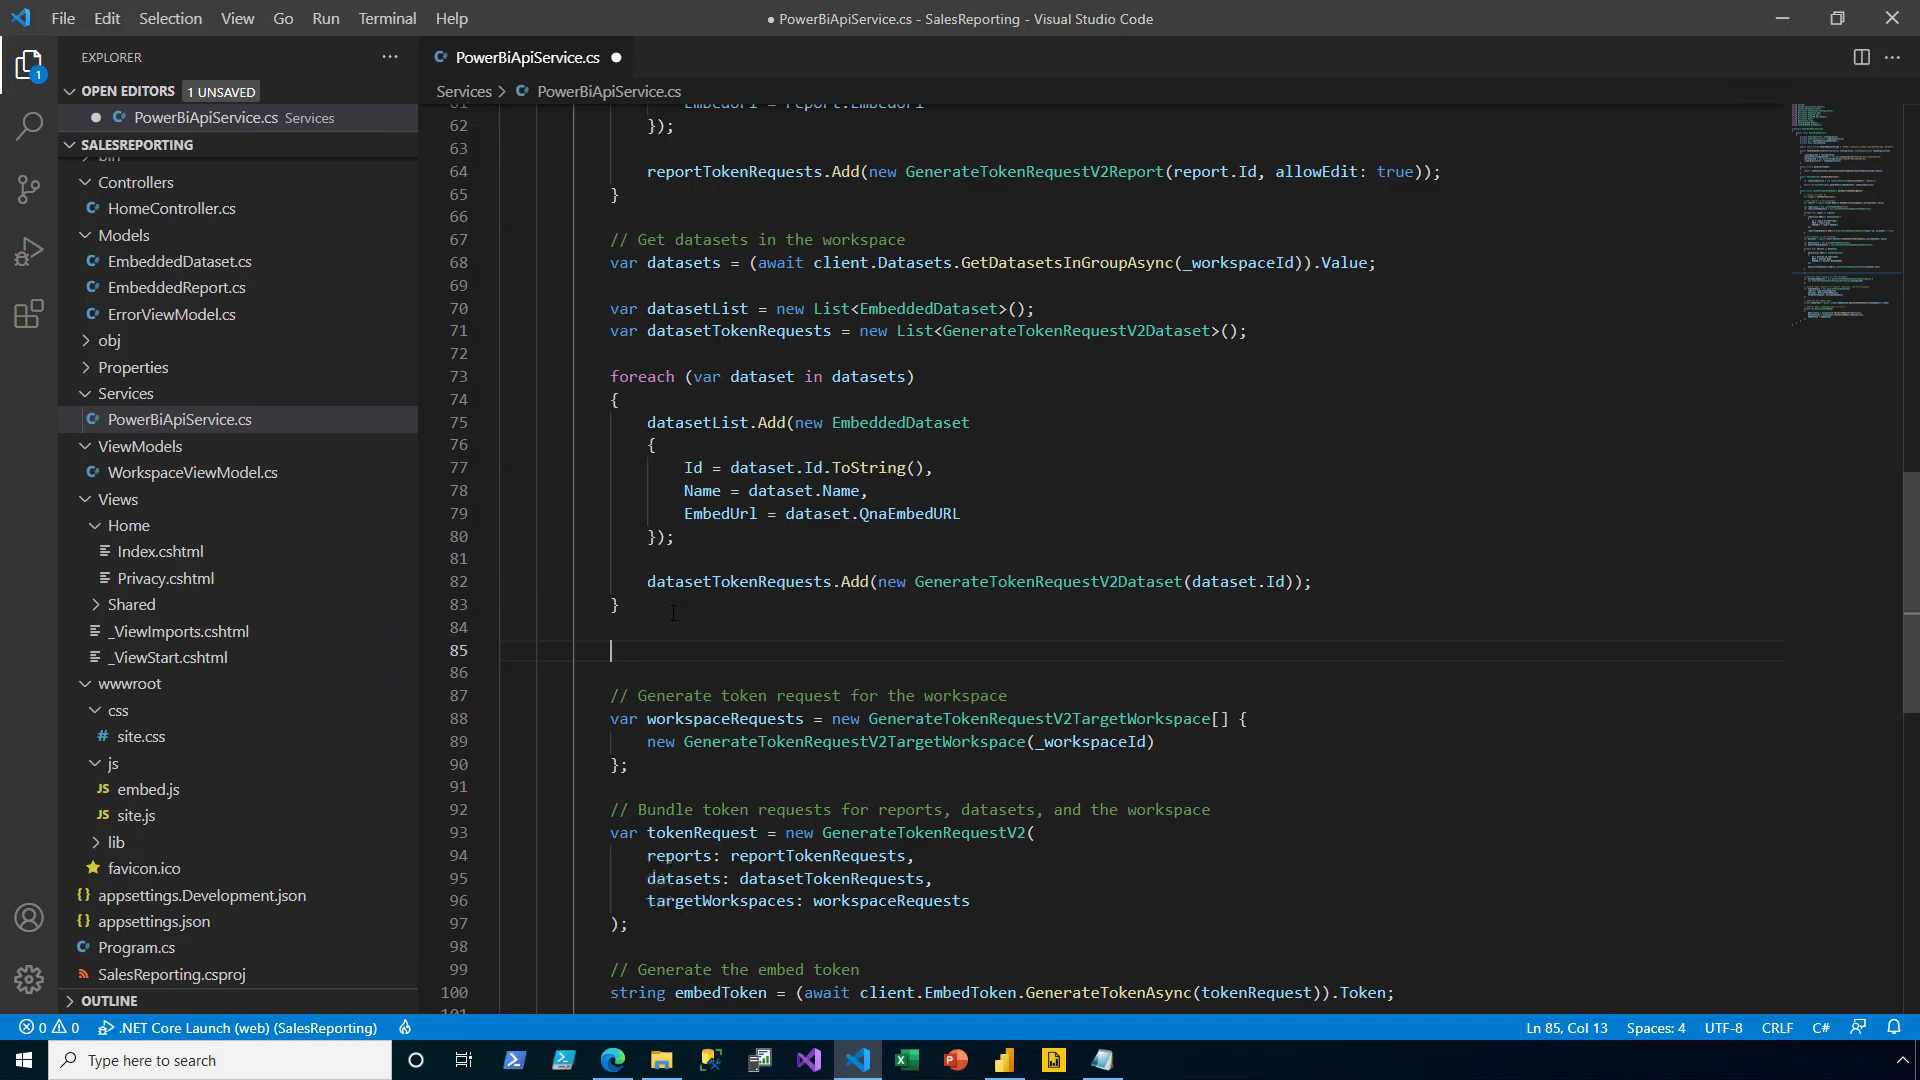 File Edit Selection View Go Run Terminal Help
● PowerBiApiService.cs - SalesReporting - Visual Studio Code
EXPLORER
OPEN EDITORS 1 UNSAVED
PowerBiApiService.cs Services
SALESREPORTING
bin
Controllers
HomeController.cs
Models
EmbeddedDataset.cs
EmbeddedReport.cs
ErrorViewModel.cs
obj
Properties
Services
PowerBiApiService.cs
ViewModels
WorkspaceViewModel.cs
Views
Home
Index.cshtml
Privacy.cshtml
Shared
_ViewImports.cshtml
_ViewStart.cshtml
wwwroot
css
# site.css
js
JS embed.js
JS site.js
lib
favicon.ico
{} appsettings.Development.json
{} appsettings.json
Program.cs
SalesReporting.csproj
OUTLINE
1
PowerBiApiService.cs
Services > PowerBiApiService.cs
61 EmbedUrl = report.EmbedUrl
62 });
63
64 reportTokenRequests.Add(new GenerateTokenRequestV2Report(report.Id, allowEdit: true));
65 }
66
67 // Get datasets in the workspace
68 var datasets = (await client.Datasets.GetDatasetsInGroupAsync(_workspaceId)).Value;
69
70 var datasetList = new List<EmbeddedDataset>();
71 var datasetTokenRequests = new List<GenerateTokenRequestV2Dataset>();
72
73 foreach (var dataset in datasets)
74 {
75 datasetList.Add(new EmbeddedDataset
76 {
77 Id = dataset.Id.ToString(),
78 Name = dataset.Name,
79 EmbedUrl = dataset.QnaEmbedURL
80 });
81
82 datasetTokenRequests.Add(new GenerateTokenRequestV2Dataset(dataset.Id));
83 }
84
85
86
87 // Generate token request for the workspace
88 var workspaceRequests = new GenerateTokenRequestV2TargetWorkspace[] {
89 new GenerateTokenRequestV2TargetWorkspace(_workspaceId)
90 };
91
92 // Bundle token requests for reports, datasets, and the workspace
93 var tokenRequest = new GenerateTokenRequestV2(
94 reports: reportTokenRequests,
95 datasets: datasetTokenRequests,
96 targetWorkspaces: workspaceRequests
97 );
98
99 // Generate the embed token
100 string embedToken = (await client.EmbedToken.GenerateTokenAsync(tokenRequest)).Token;
101
0 0 .NET Core Launch (web) (SalesReporting)
Ln 85, Col 13 Spaces: 4 UTF-8 CRLF C#
Type here to search